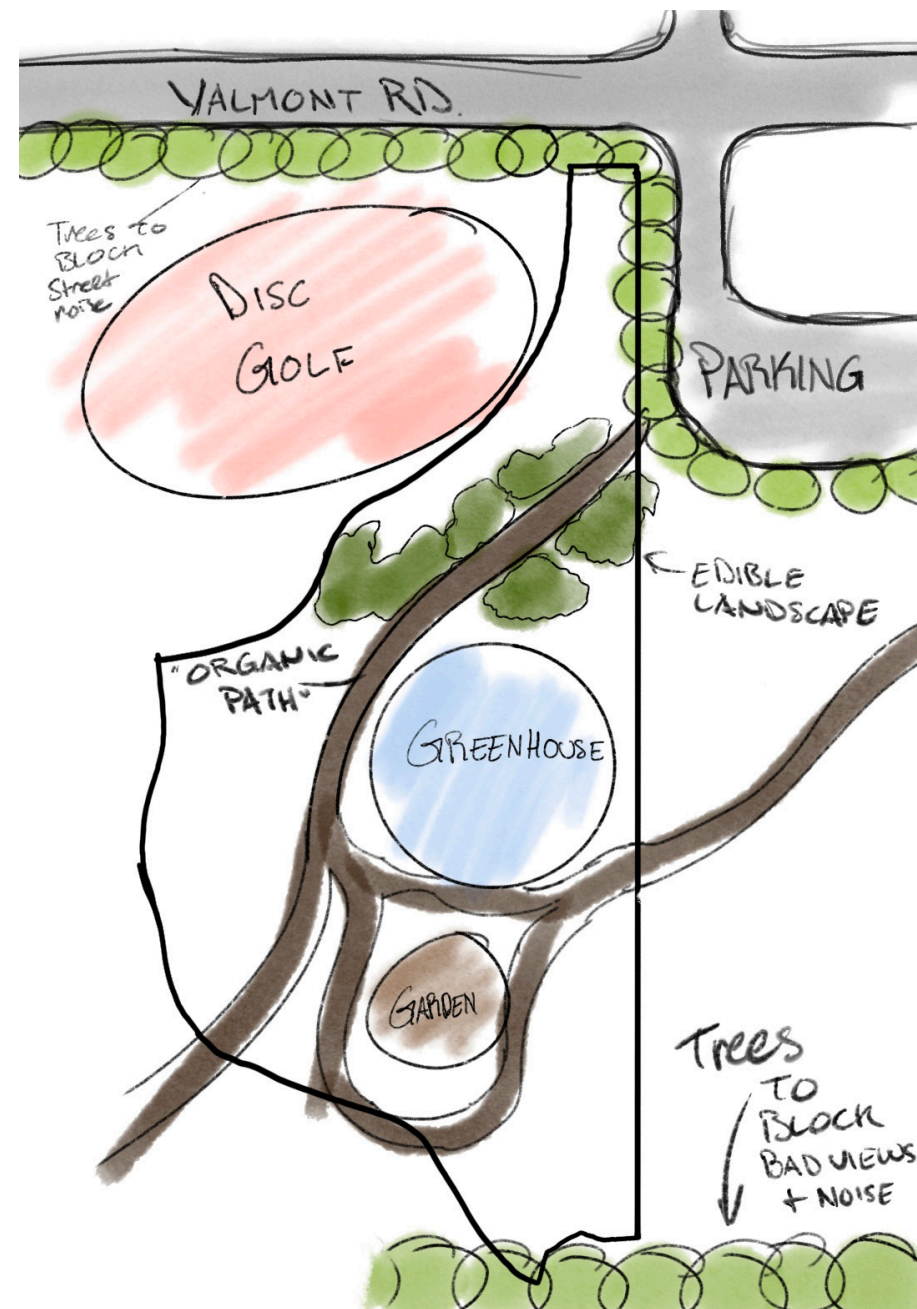 VALMONT RD.
Trees to
BLOCK
Street
noise
DISC
GOLF
PARKING
EDIBLE
LANDSCAPE
"ORGANIC
PATH"
GREENHOUSE
GARDEN
Trees
TO
BLOCK
BAD VIEWS
+ NOISE